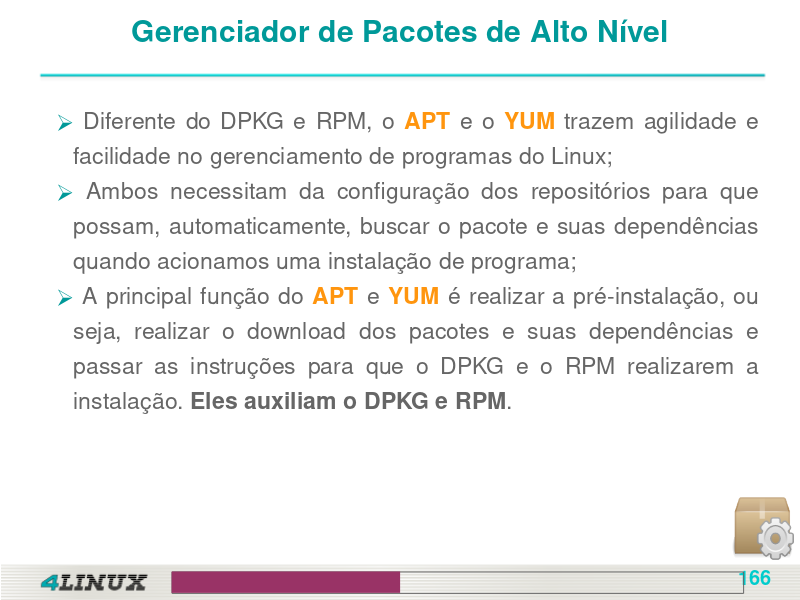 Gerenciador de Pacotes de Alto Nível
Diferente do DPKG e RPM, o APT e o YUM trazem agilidade e
facilidade no gerenciamento de programas do Linux;
Ambos necessitam da configuração dos repositórios para que
possam, automaticamente, buscar o pacote e suas dependências
quando acionamos uma instalação de programa;
A principal função do APT e YUM é realizar a pré-instalação, ou
seja, realizar o download dos pacotes e suas dependências e
passar as instruções para que o DPKG e o RPM realizarem a
instalação. Eles auxiliam o DPKG e RPM.
4LINUX
166